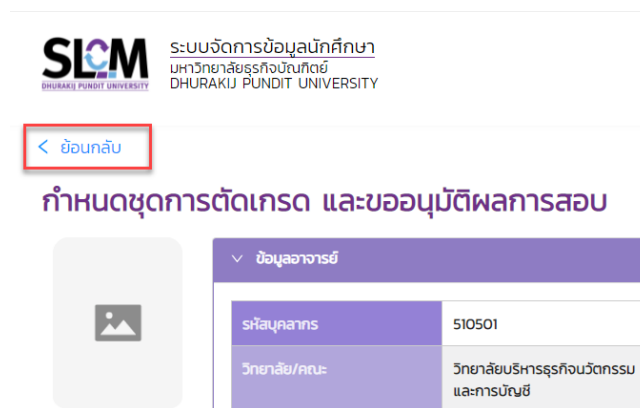 SLCM
DHURAKIJ PUNDIT UNIVERSITY
ระบบจัดการข้อมูลนักศึกษา
มหาวิทยาลัยธุรกิจบัณฑิตย์
DHURAKIJ PUNDIT UNIVERSITY
< ย้อนกลับ
กำหนดชุดการตัดเกรด และขออนุมัติผลการสอบ
ข้อมูลอาจารย์
รหัสบุคลากร 510501
วิทยาลัย/คณะ วิทยาลัยบริหารธุรกิจนวัตกรรม
และการบัญชี